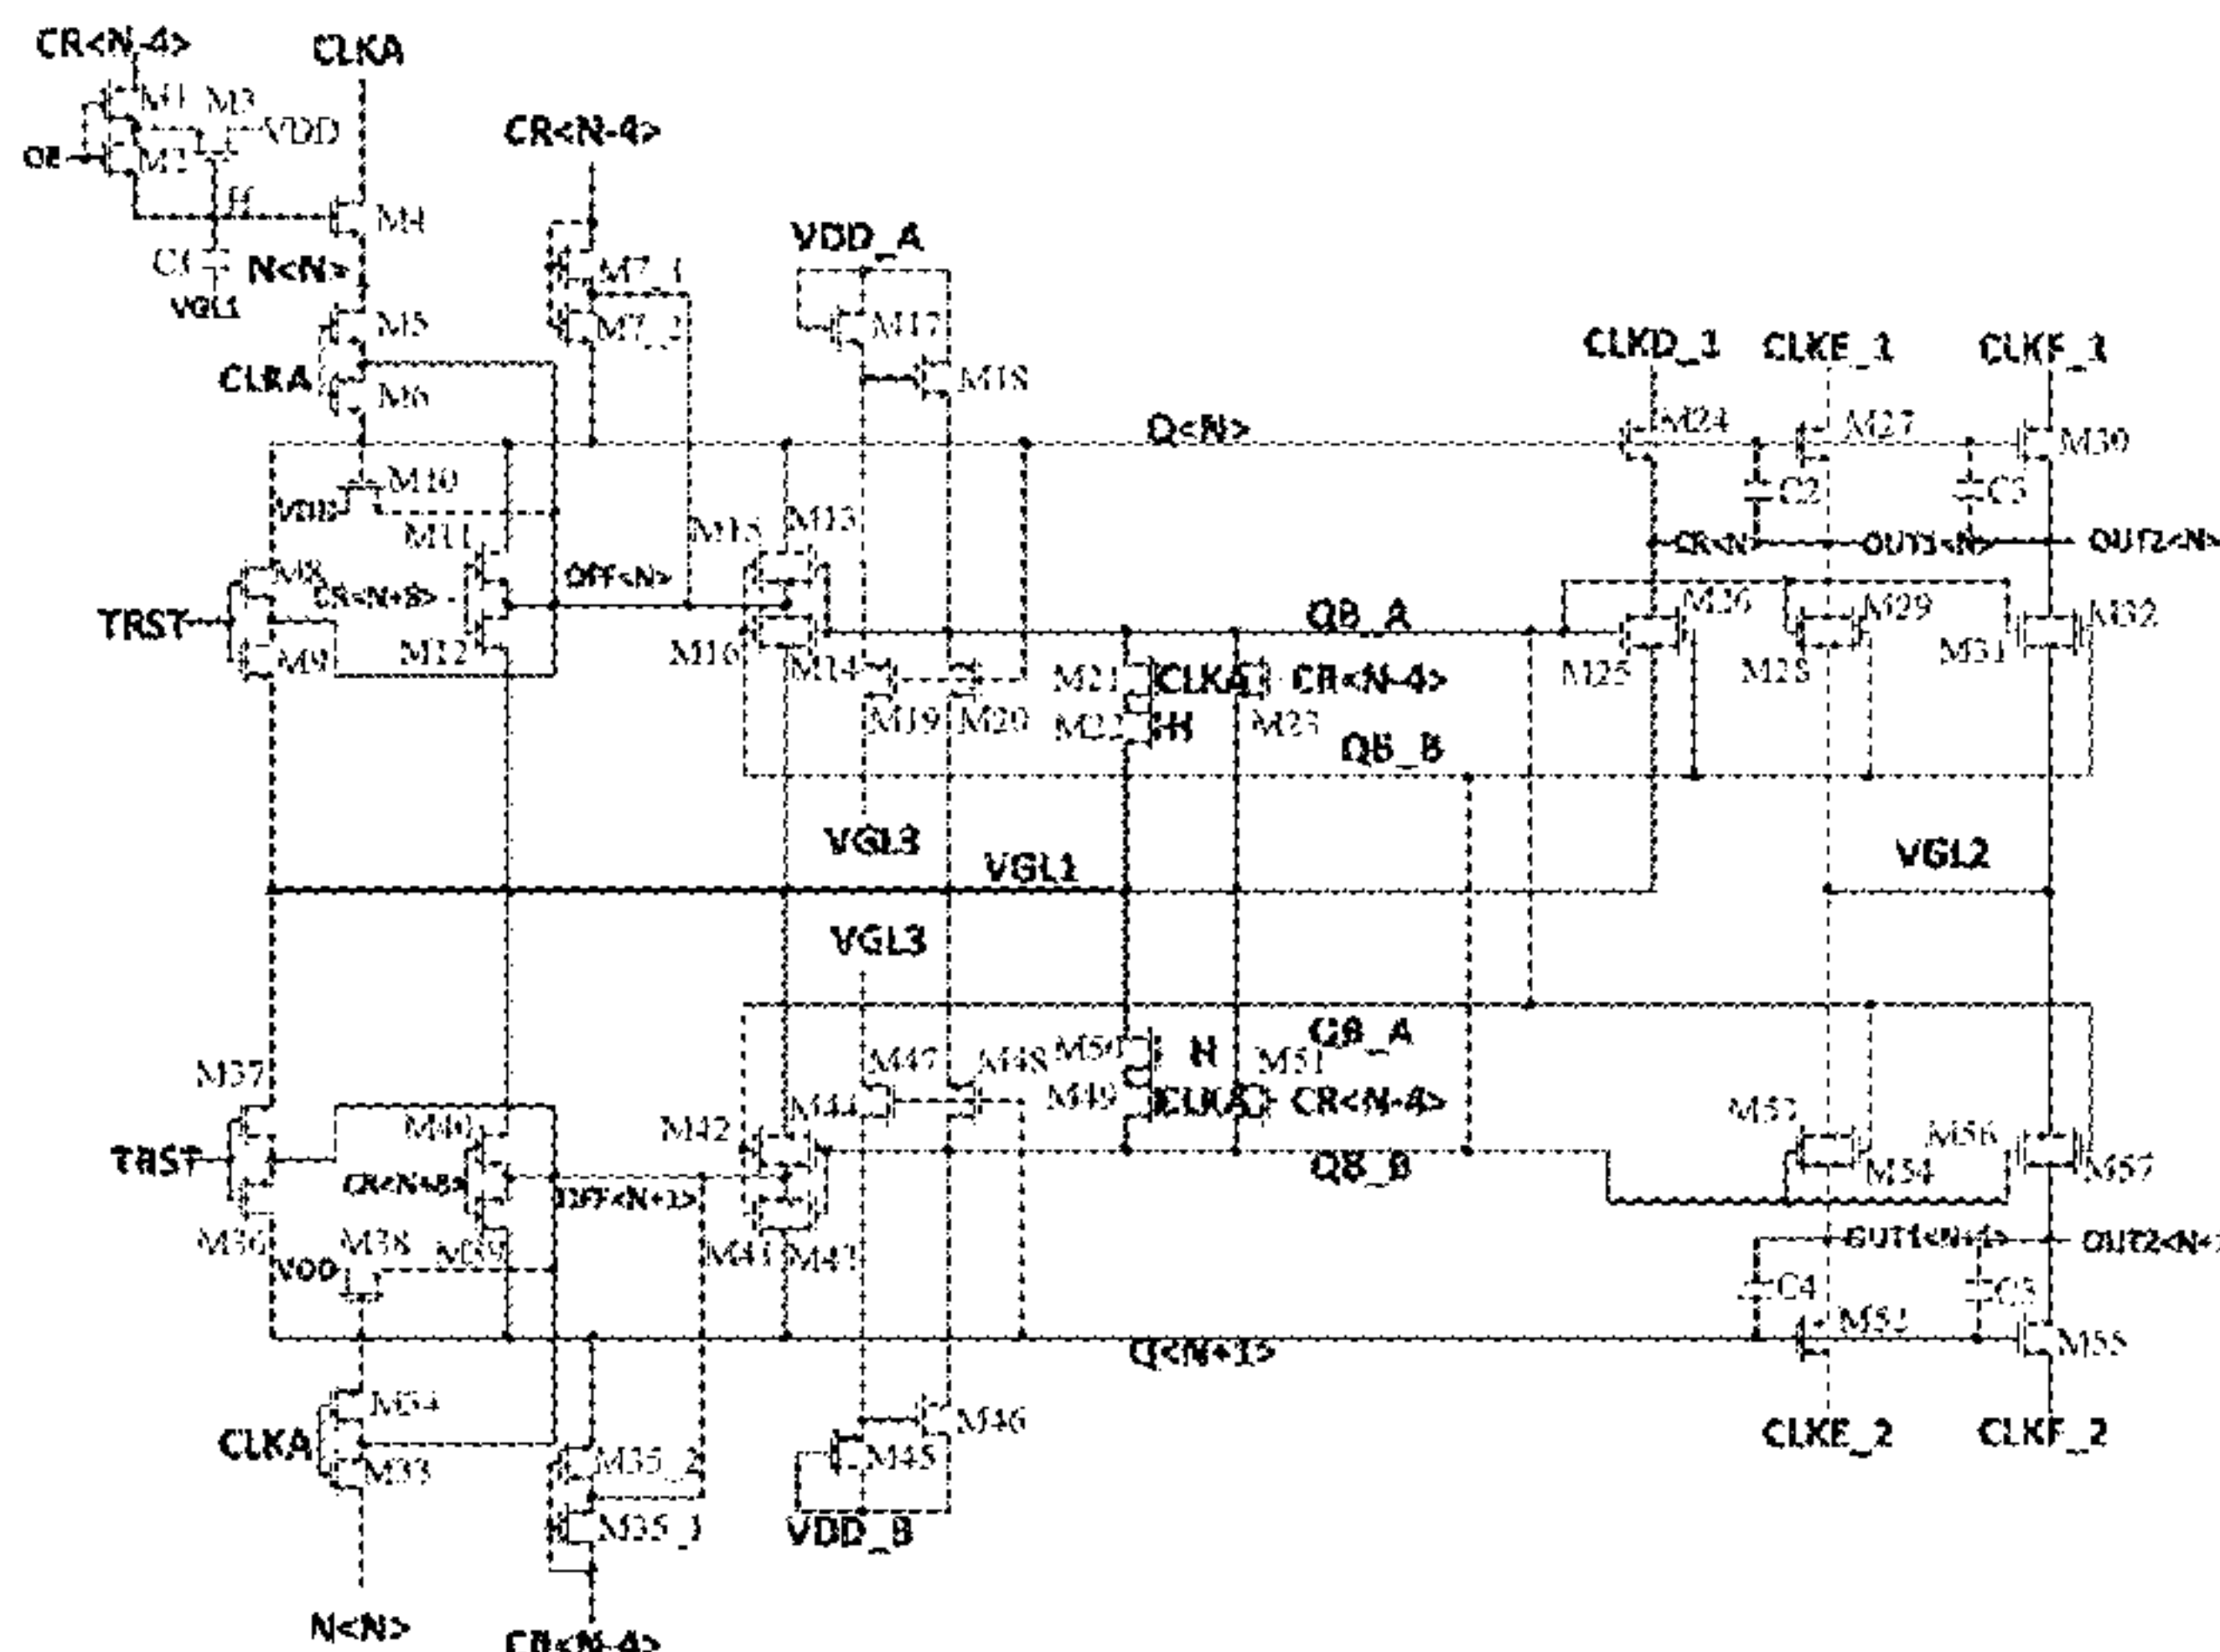 CR<N-4>
CLKA
M1
M3
VDD
CR<N-4>
OE
M2
H
M4
VDD_A
C1
N<N>
M7_1
VGL1
M5
M7_2
M17
CLKD_1
CLKE_1
CLKF_1
CLKA
M6
M18
Q<N>
M24
M27
M30
M10
VDD
C2
M11
M15
M13
CR<N>
OUT1<N>
OUT2<N>
M8
CR<N+8>
OFF<N>
QB_A
M26
M29
M32
TRST
M9
M12
M16
M14
M21
CLKA
CR<N-4>
M25
M28
M31
M19
M20
M22
H
M23
QB_B
VGL3
VGL1
VGL2
VGL3
QB_A
M37
M47
M48
M50
H
M51
M40
M42
M44
M49
CLKA
CR<N-4>
M56
TRST
CR<N+8>
OFF<N+1>
QB_B
M54
M57
M36
M38
M39
M41
M43
VDD
OUT1<N+1>
C4
Q<N+1>
M55
M34
M46
CLKA
M33
M35_2
M45
CLKE_2
CLKF_2
M35_1
VDD_B
N<N>
CR<N-4>